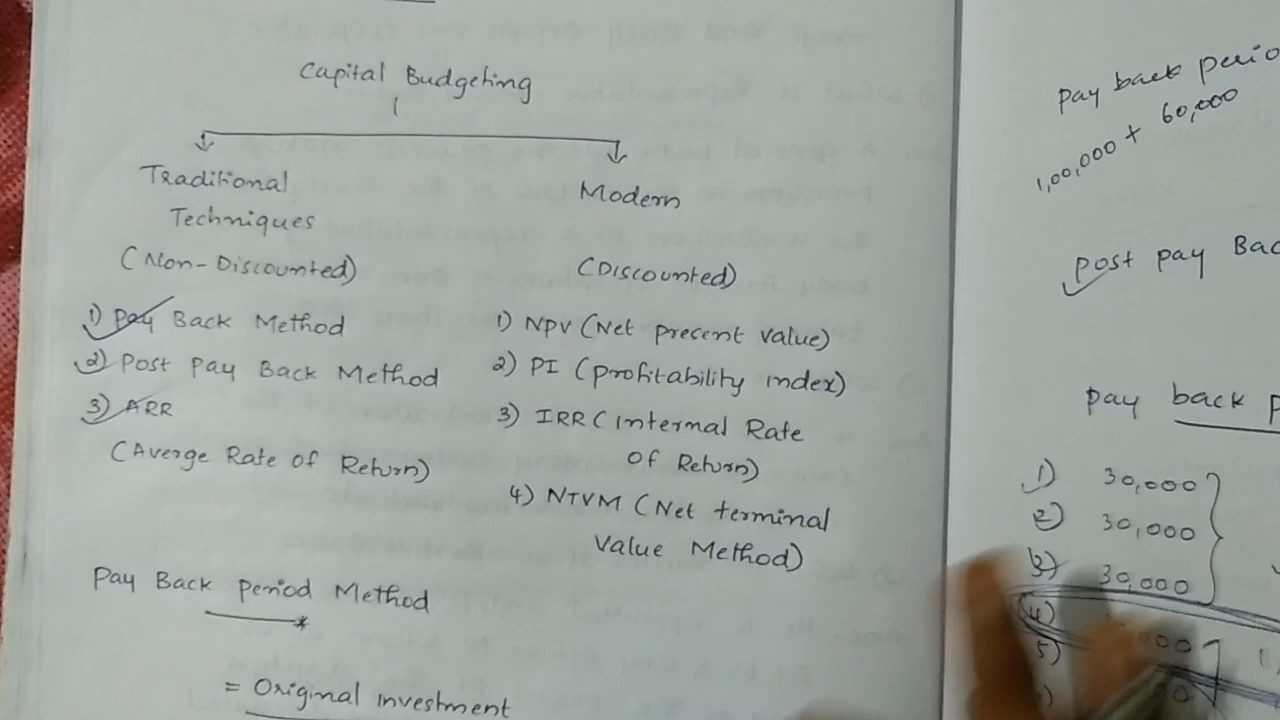 Capital Budgeting
Traditional
Techniques
(Non-Discounted)
1) Pay Back Method
2) Post Pay Back Method
3) ARR
(Averge Rate of Return)
Modern
(Discounted)
1) NPV (Net present value)
2) PI (profitability index)
3) IRR (internal Rate
of Return)
4) NTVM (Net terminal
Value Method)
Pay Back period Method
= Original investment
pay back
1,00,000 + 60,000
post pay
pay back
1) 30,000
2) 30,000
3) 30,000
(4)
5)